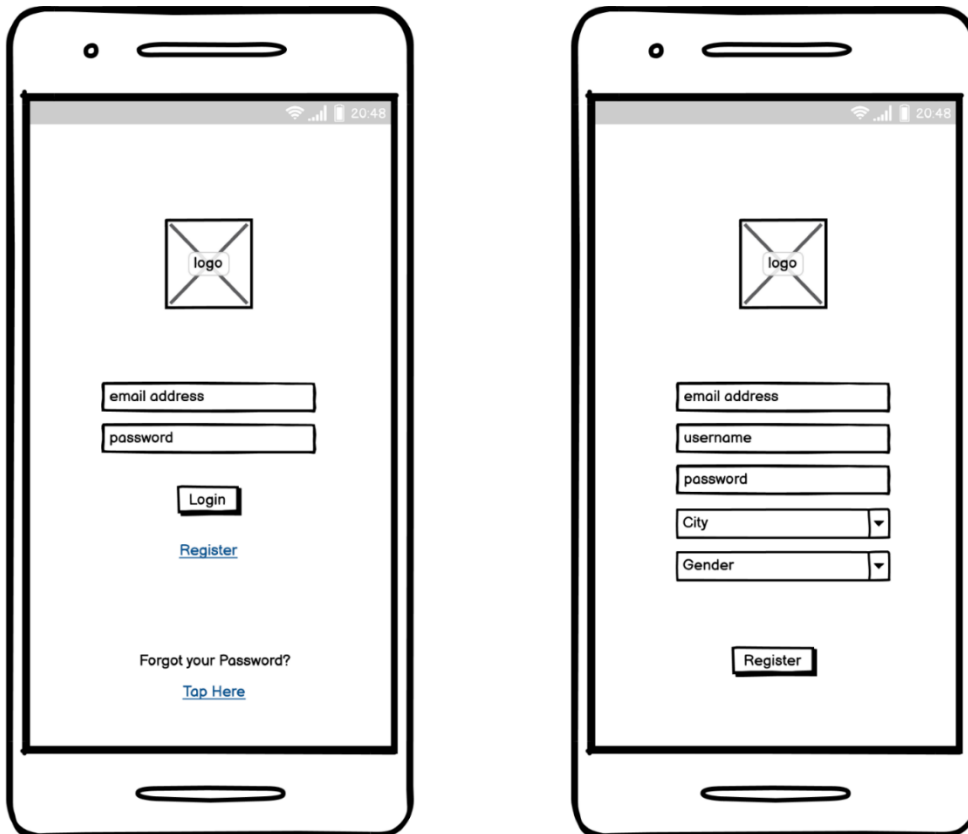 20:48
logo
email address
password
Login
Register
Forgot your Password?
Tap Here
20:48
logo
email address
username
password
City
Gender
Register